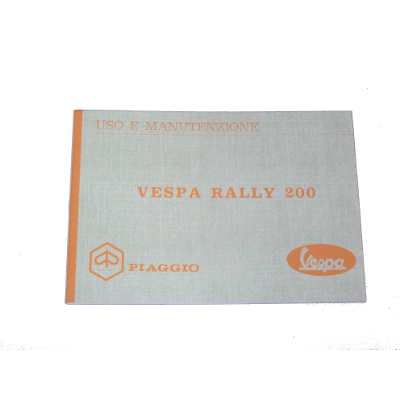 USO E MANUTENZIONE
VESPA RALLY 200
PIAGGIO
Vespa